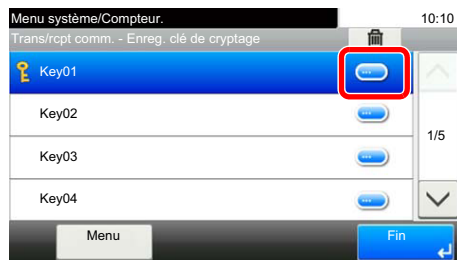 Menu système/Compteur.
10:10
Trans/rcpt comm. - Enreg. clé de cryptage
Key01
Key02
1/5
Key03
Key04
Menu
Fin